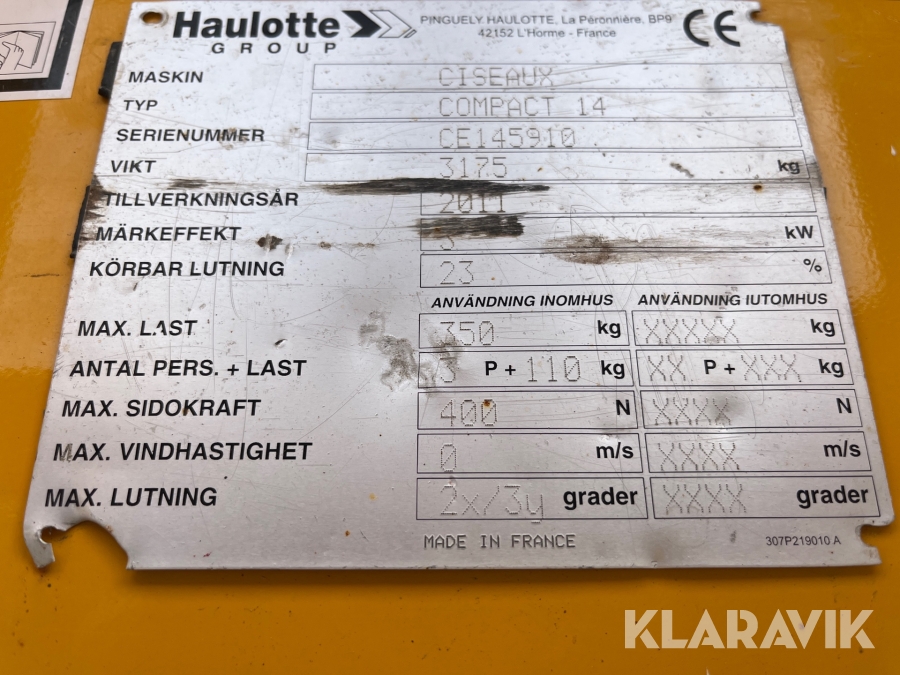 Haulotte
GROUP
PINGUELY HAULOTTE, La Péronnière, BP9
42152 L'Horme - France
CE
MASKIN CISEAUX
TYP COMPACT 14
SERIENUMMER CE145910
VIKT 3175 kg
TILLVERKNINGSÅR 2011
MÄRKEFFEKT 3 kW
KÖRBAR LUTNING 23 %
ANVÄNDNING INOMHUS ANVÄNDNING IUTOMHUS
MAX. LAST 350 kg XXXXX kg
ANTAL PERS. + LAST 3 P + 110 kg XX P + XXX kg
MAX. SIDOKRAFT 400 N XXXX N
MAX. VINDHASTIGHET 0 m/s XXXX m/s
MAX. LUTNING 2x/3y grader XXXX grader
MADE IN FRANCE 307P219010 A
KLARAVIK